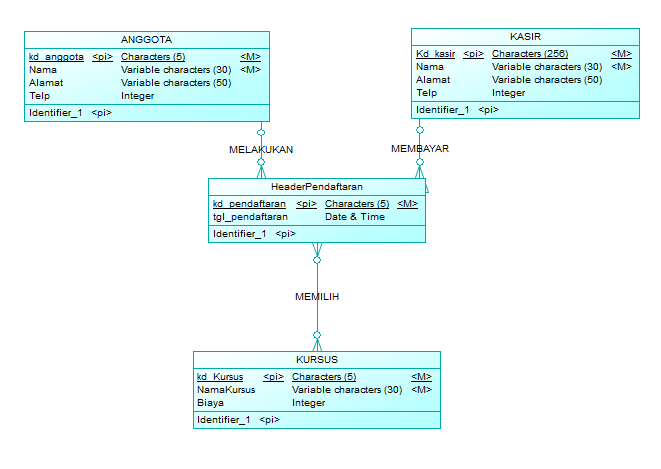 ANGGOTA
kd_anggota <pi> Characters (5) <M>
Nama Variable characters (30) <M>
Alamat Variable characters (50)
Telp Integer
Identifier_1 <pi>
KASIR
Kd_kasir <pi> Characters (256) <M>
Nama Variable characters (30) <M>
Alamat Variable characters (50)
Telp Integer
Identifier_1 <pi>
MELAKUKAN
MEMBAYAR
HeaderPendaftaran
kd_pendaftaran <pi> Characters (5) <M>
tgl_pendaftaran Date & Time
Identifier_1 <pi>
MEMILIH
KURSUS
kd_Kursus <pi> Characters (5) <M>
NamaKursus Variable characters (30) <M>
Biaya Integer
Identifier_1 <pi>